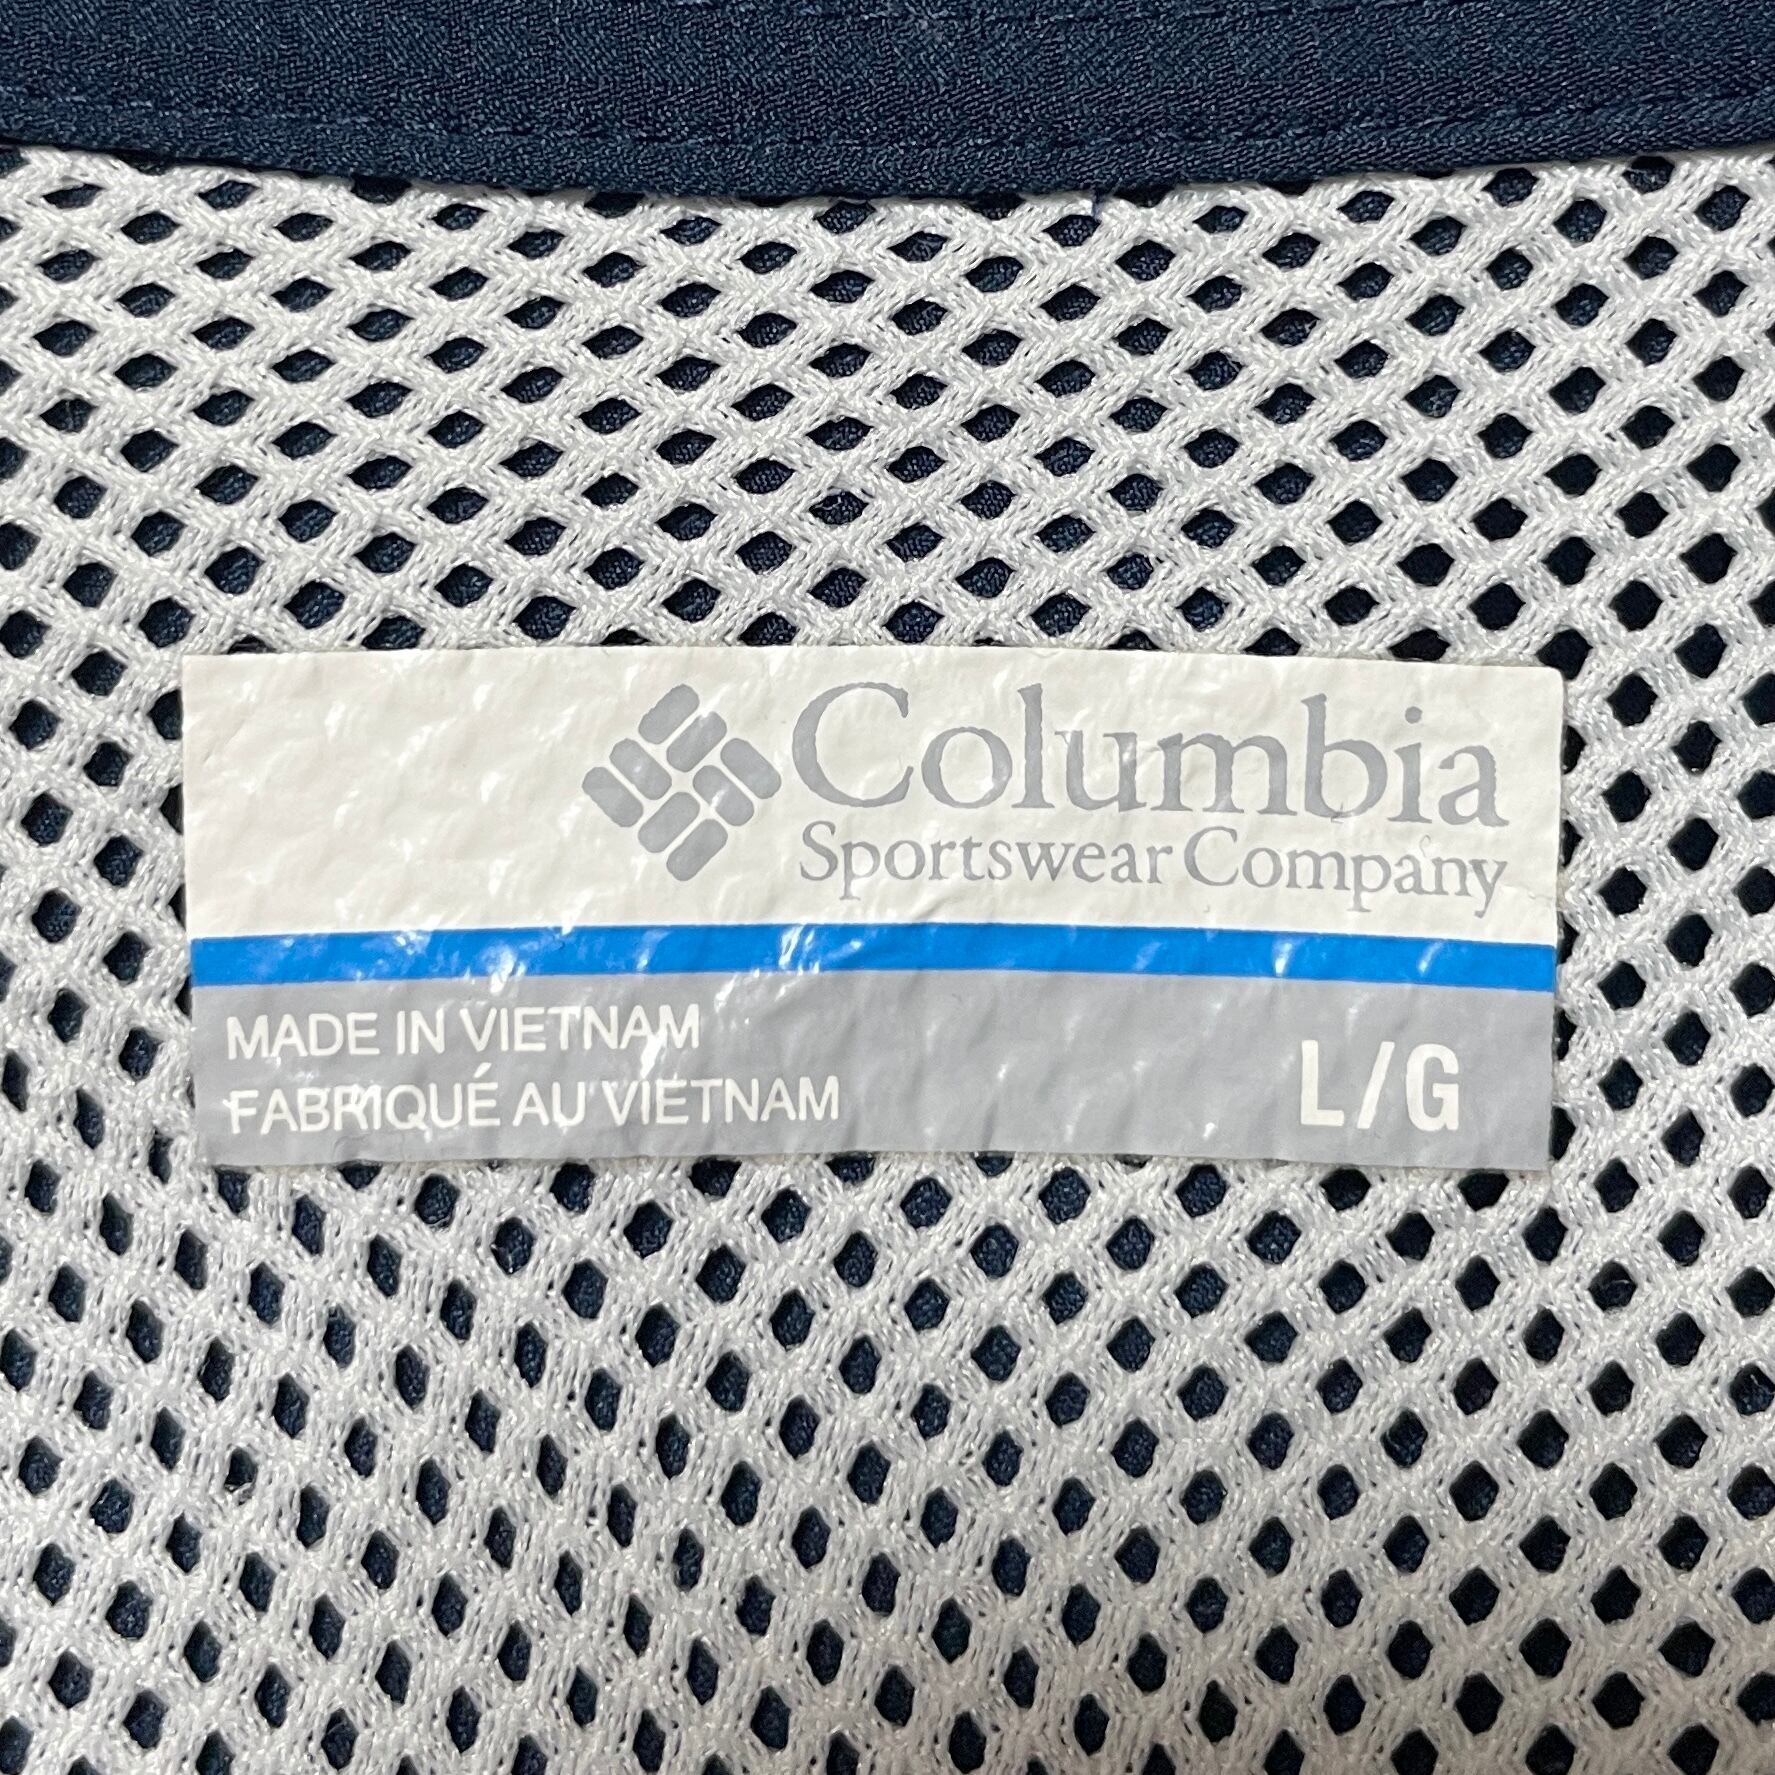 Columbia
Sportswear Company
MADE IN VIETNAM
FABRIQUÉ AU VIETNAM
L/G